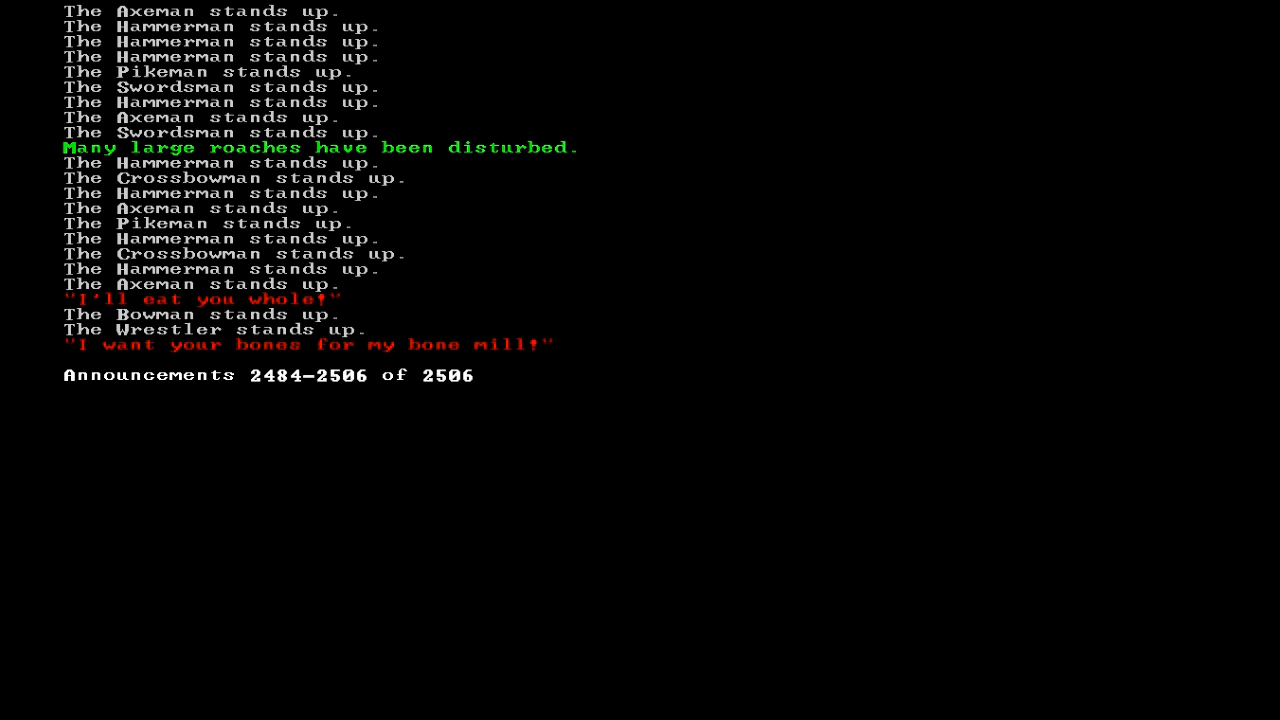 The Axeman stands up.
The Hammerman stands up.
The Hammerman stands up.
The Hammerman stands up.
The Pikeman stands up.
The Swordsman stands up.
The Hammerman stands up.
The Axeman stands up.
The Swordsman stands up.
Many large roaches have been disturbed.
The Hammerman stands up.
The Crossbowman stands up.
The Hammerman stands up.
The Axeman stands up.
The Pikeman stands up.
The Hammerman stands up.
The Crossbowman stands up.
The Hammerman stands up.
The Axeman stands up.
"I'll eat you whole!"
The Bowman stands up.
The Wrestler stands up.
"I want your bones for my bone mill!"
Announcements 2484-2506 of 2506